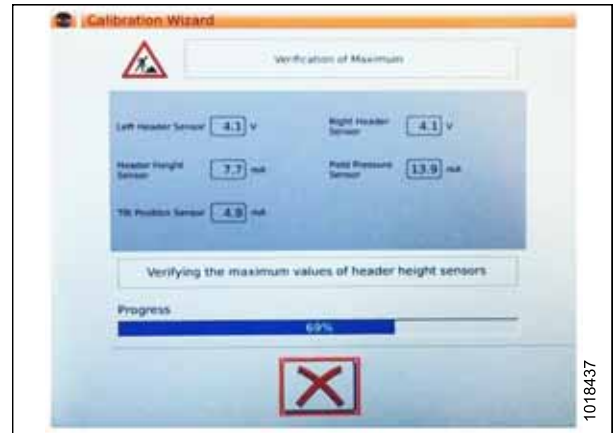 Calibration Wizard
Verification of Maximum
Left Header Sensor 4.1 V
Right Header Sensor 4.1 V
Header Height Sensor 7.7 mA
Field Pressure Sensor 13.9 mA
Tilt Position Sensor 4.8 mA
Verifying the maximum values of header height sensors
Progress
69%
1018437